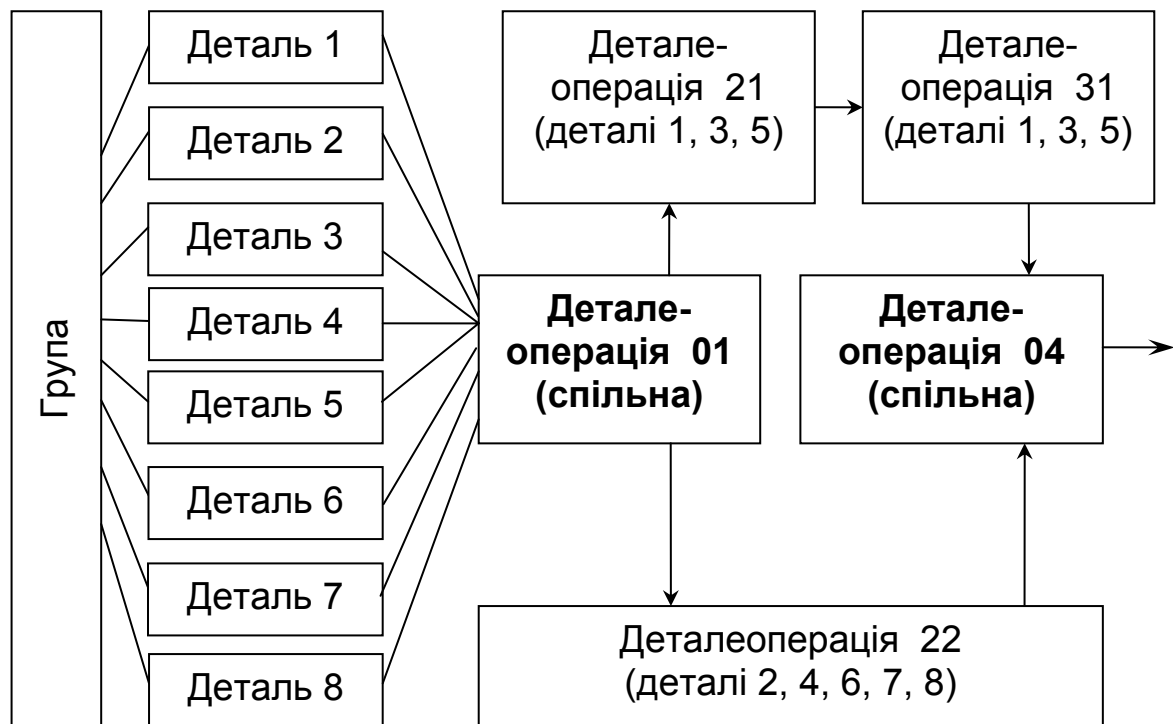 Група
Деталь 1
Деталь 2
Деталь 3
Деталь 4
Деталь 5
Деталь 6
Деталь 7
Деталь 8
Детале-
операція 01
(спільна)
Детале-
операція 21
(деталі 1, 3, 5)
Детале-
операція 31
(деталі 1, 3, 5)
Детале-
операція 04
(спільна)
Деталеоперація 22
(деталі 2, 4, 6, 7, 8)